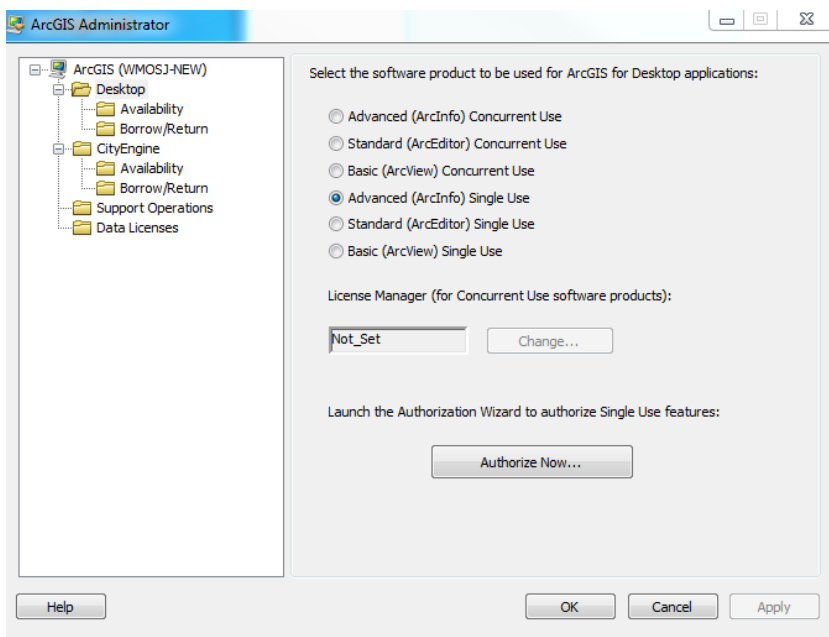 ArcGIS Administrator
ArcGIS (WMOSJ-NEW)
Desktop
Availability
Borrow/Return
CityEngine
Availability
Borrow/Return
Support Operations
Data Licenses
Select the software product to be used for ArcGIS for Desktop applications:
Advanced (ArcInfo) Concurrent Use
Standard (ArcEditor) Concurrent Use
Basic (ArcView) Concurrent Use
Advanced (ArcInfo) Single Use
Standard (ArcEditor) Single Use
Basic (ArcView) Single Use
License Manager (for Concurrent Use software products):
Not_Set
Change...
Launch the Authorization Wizard to authorize Single Use features:
Authorize Now...
Help
OK
Cancel
Apply